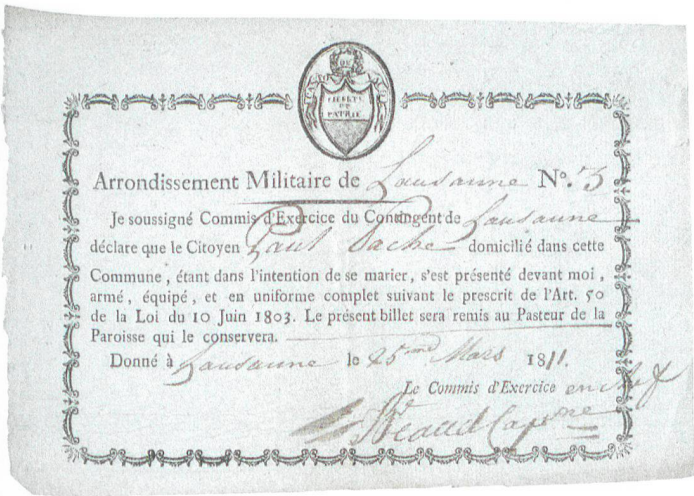 LIBERTÉ
ET
PATRIE
Arrondissement Militaire de Lausanne N°. 3
Je soussigné Commis d'Exercice du Contingent de Lausanne
déclare que le Citoyen Paul Pache domicilié dans cette
Commune, étant dans l'intention de se marier, s'est présenté devant moi,
armé, équipé, et en uniforme complet suivant le prescrit de l'Art. 50
de la Loi du 10 Juin 1803. Le présent billet sera remis au Pasteur de la
Paroisse qui le conservera.
Donné à Lausanne le 25me Mars 1811.
Le Commis d'Exercice en chef